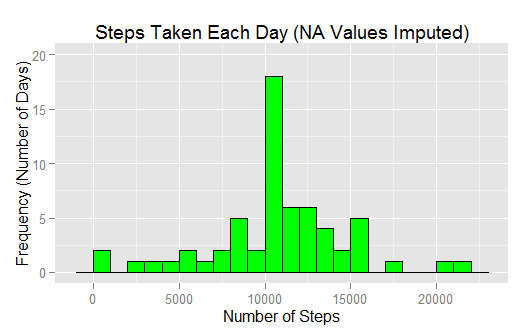 Steps Taken Each Day (NA Values Imputed)
Frequency (Number of Days)
20
15
10
5
0
0 5000 10000 15000 20000
Number of Steps